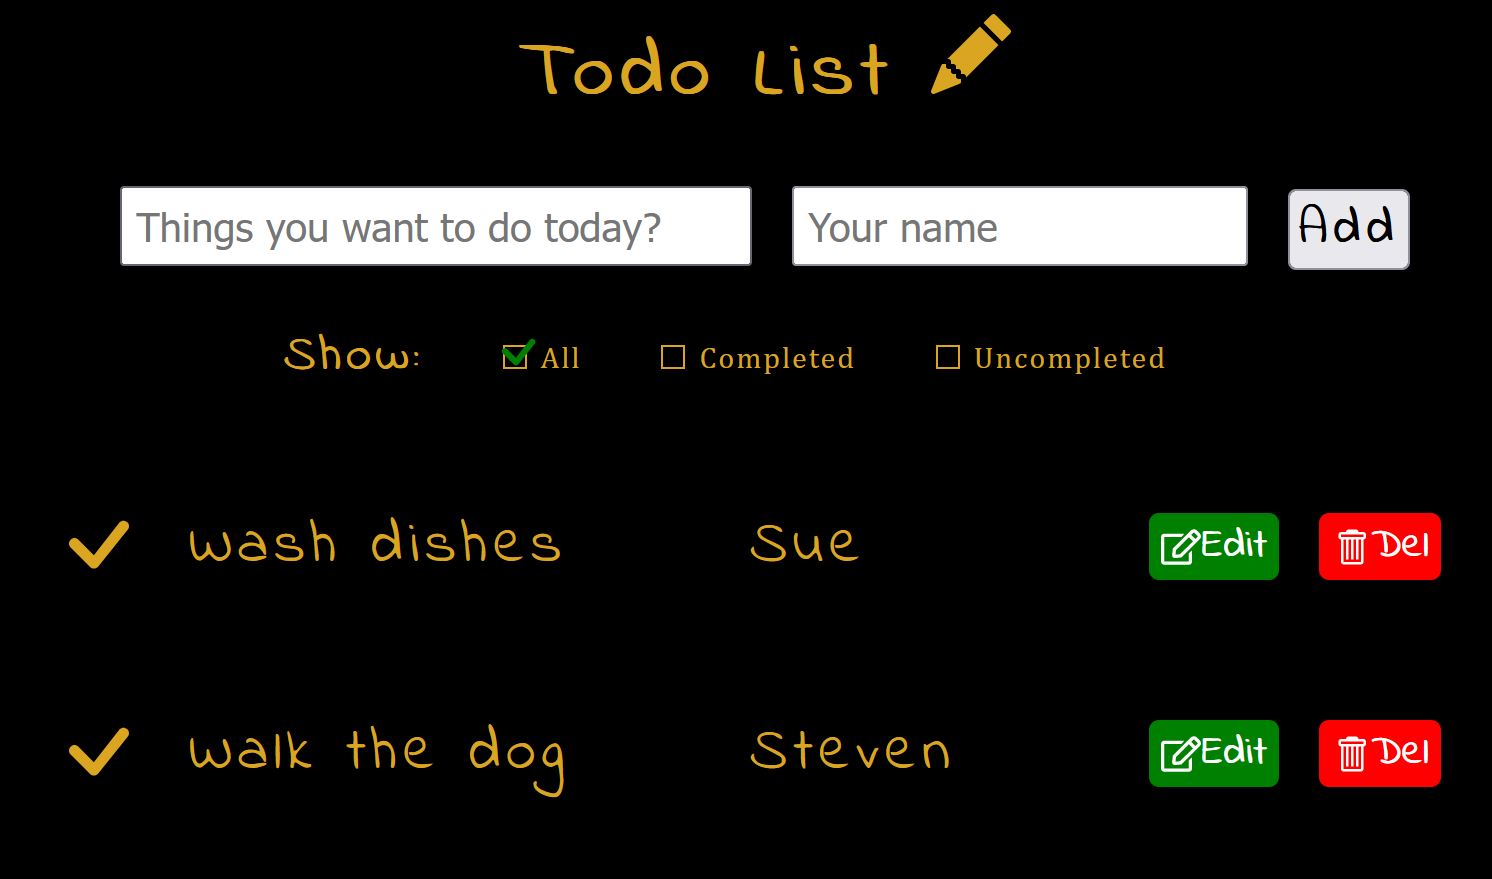 Todo List
Things you want to do today? Your name Add
Show: All Completed Uncompleted
wash dishes Sue Edit Del
walk the dog Steven Edit Del